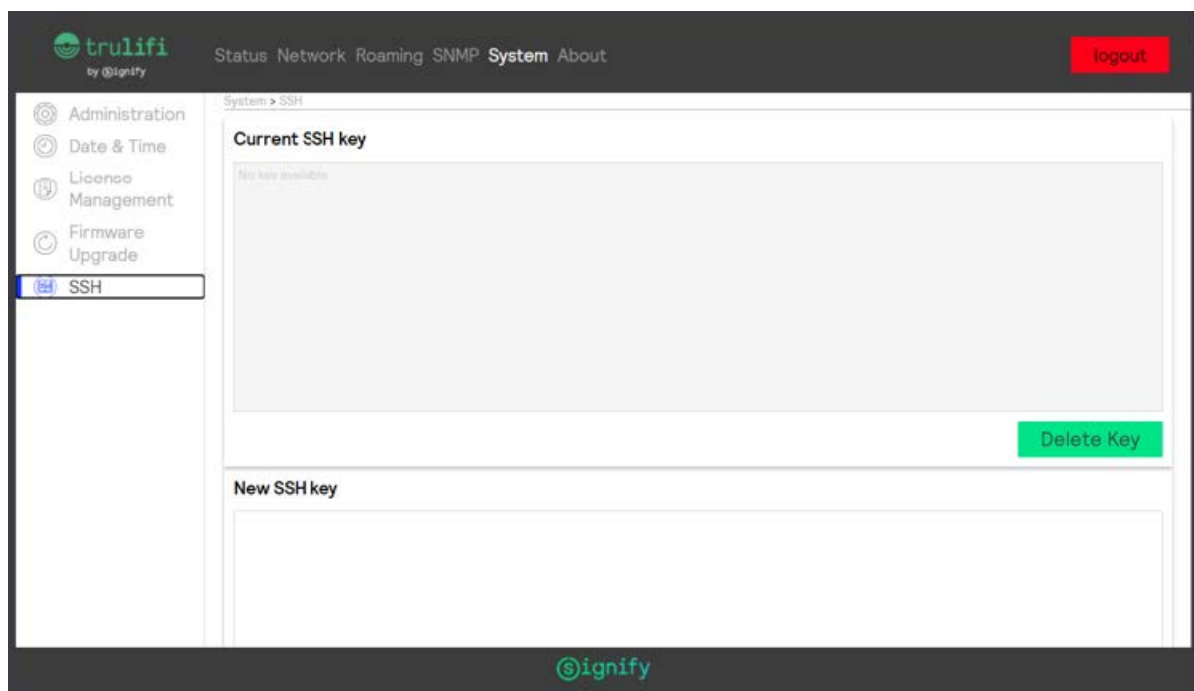 trulifi
by Signify
Status Network Roaming SNMP System About
logout
System > SSH
Administration
Date & Time
License
Management
Firmware
Upgrade
SSH
Current SSH key
No key available
Delete Key
New SSH key
Signify